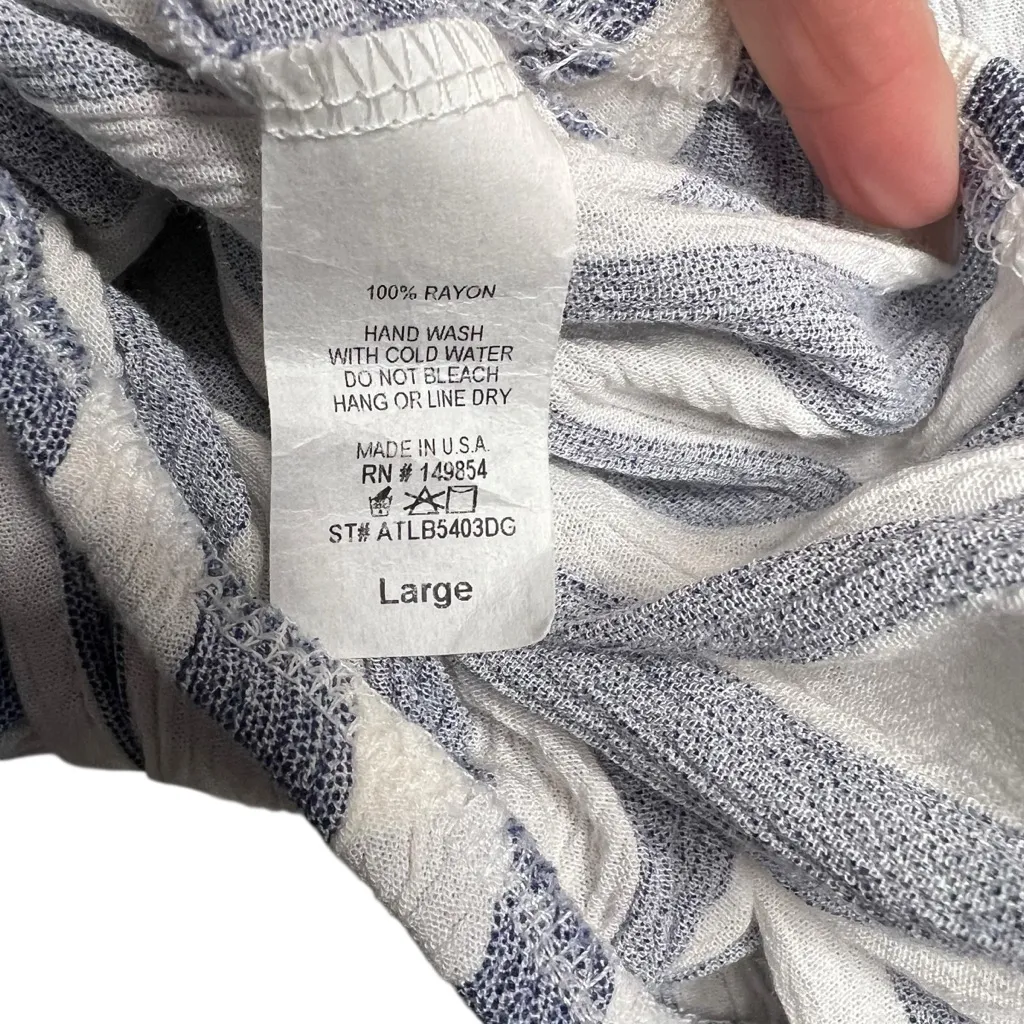 100% RAYON
HAND WASH
WITH COLD WATER
DO NOT BLEACH
HANG OR LINE DRY
MADE IN U.S.A.
RN # 149854
ST# ATLB5403DG
Large